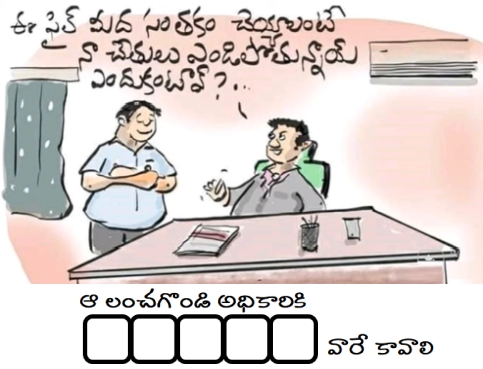 ఈ ఫైల్ మీద సంతకం చెయ్యాలంటే
నా చేతులు ఎండిపోతున్నాయ్
ఎందుకంటావ్?...
ఆ లంచగొండి అధికారికి
వారే కావాలి